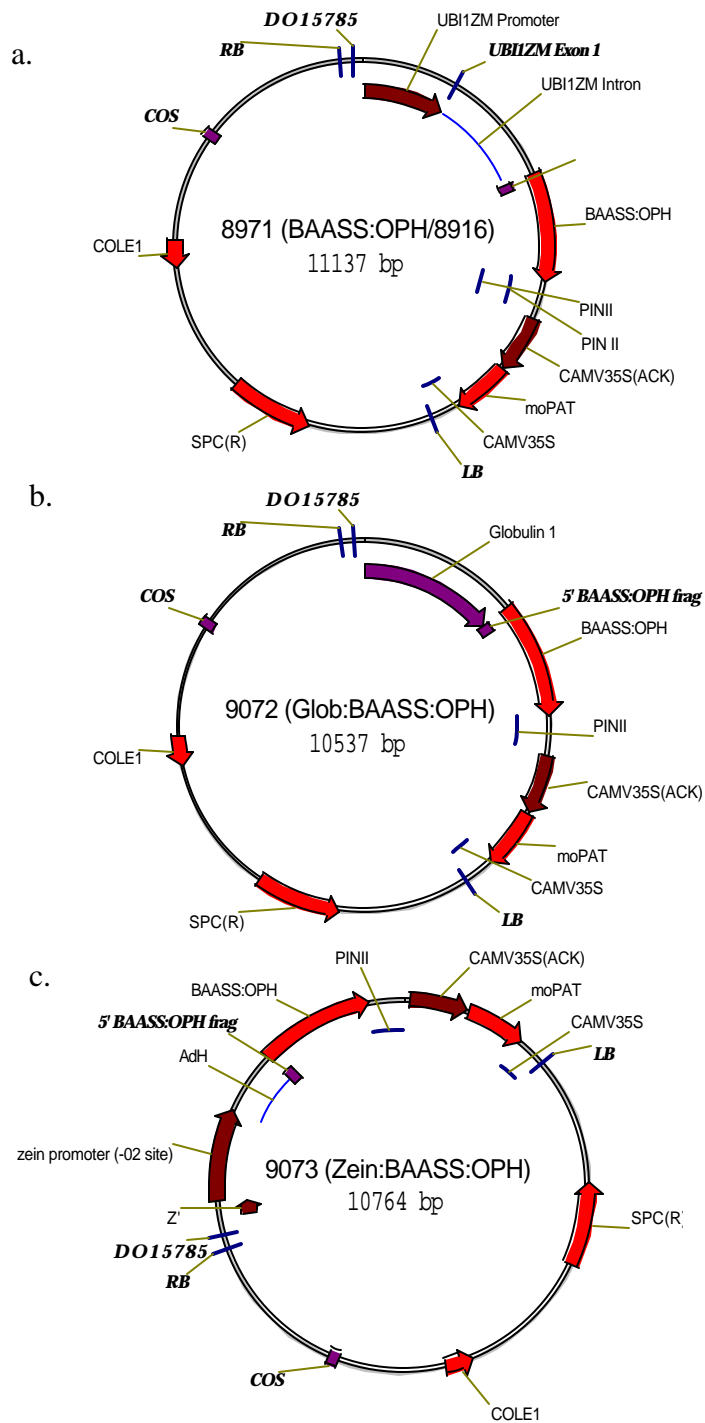 a.
DO15785
RB
UBI1ZM Promoter
UBI1ZM Exon 1
UBI1ZM Intron
COS
BAASS:OPH
8971 (BAASS:OPH/8916)
11137 bp
COLE1
PINII
PIN II
CAMV35S(ACK)
moPAT
CAMV35S
SPC(R)
LB
b.
DO15785
RB
Globulin 1
COS
5' BAASS:OPH frag
BAASS:OPH
9072 (Glob:BAASS:OPH)
10537 bp
PINII
COLE1
CAMV35S(ACK)
moPAT
CAMV35S
SPC(R)
LB
c.
PINII
CAMV35S(ACK)
BAASS:OPH
moPAT
5' BAASS:OPH frag
CAMV35S
LB
AdH
zein promoter (-02 site)
9073 (Zein:BAASS:OPH)
10764 bp
Z'
SPC(R)
DO15785
RB
COS
COLE1